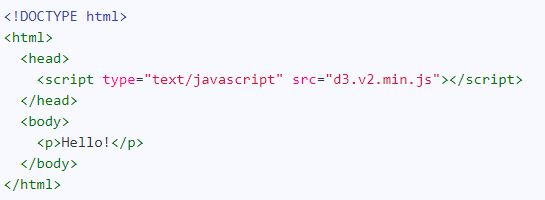 <!DOCTYPE html>
<html>
  <head>
    <script type="text/javascript" src="d3.v2.min.js"></script>
  </head>
  <body>
    <p>Hello!</p>
  </body>
</html>